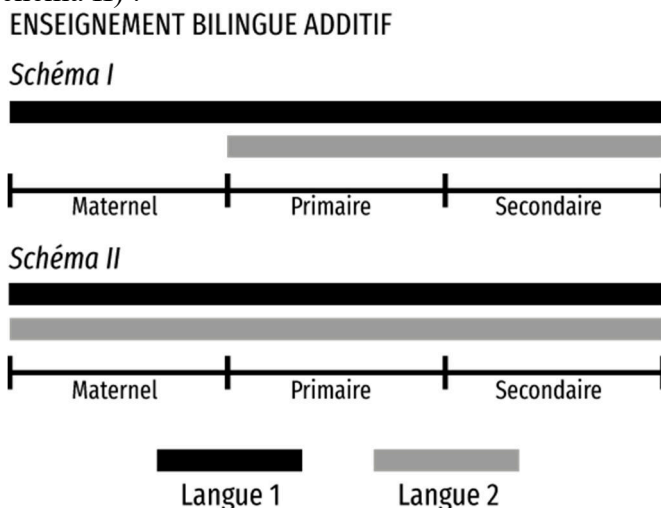 ENSEIGNEMENT BILINGUE ADDITIF
Schéma I
Maternel Primaire Secondaire
Schéma II
Maternel Primaire Secondaire
Langue 1 Langue 2